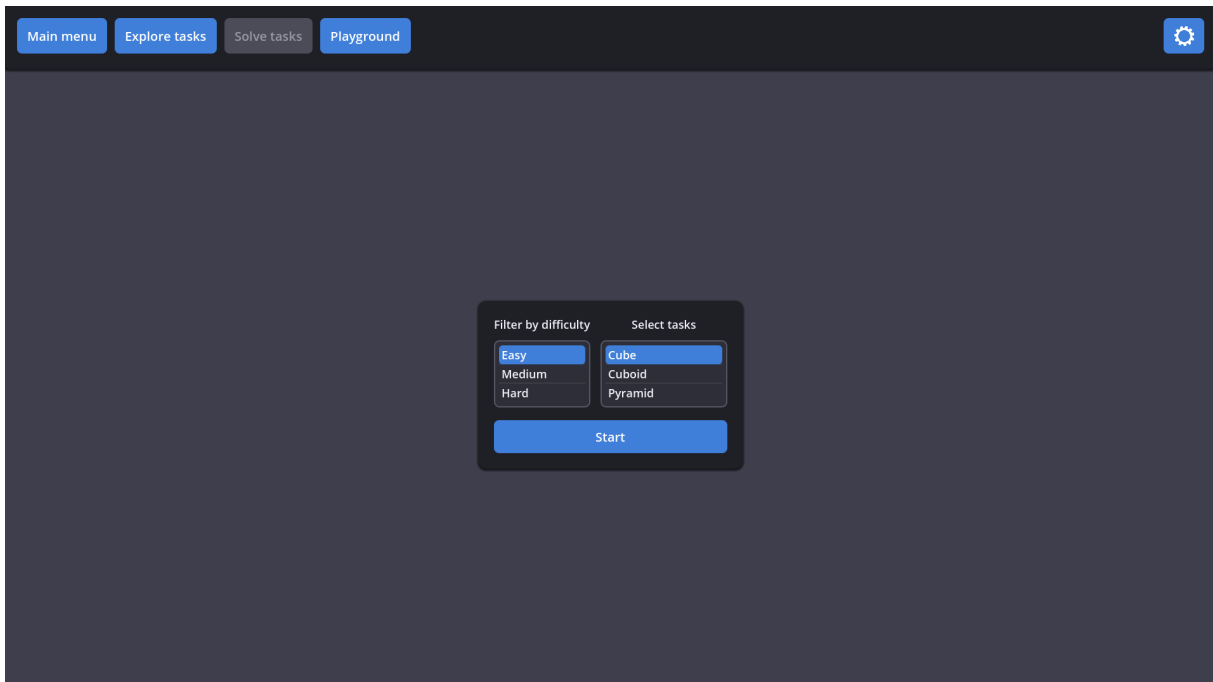 Main menu Explore tasks Solve tasks Playground
Filter by difficulty Select tasks
Easy Cube
Medium Cuboid
Hard Pyramid
Start